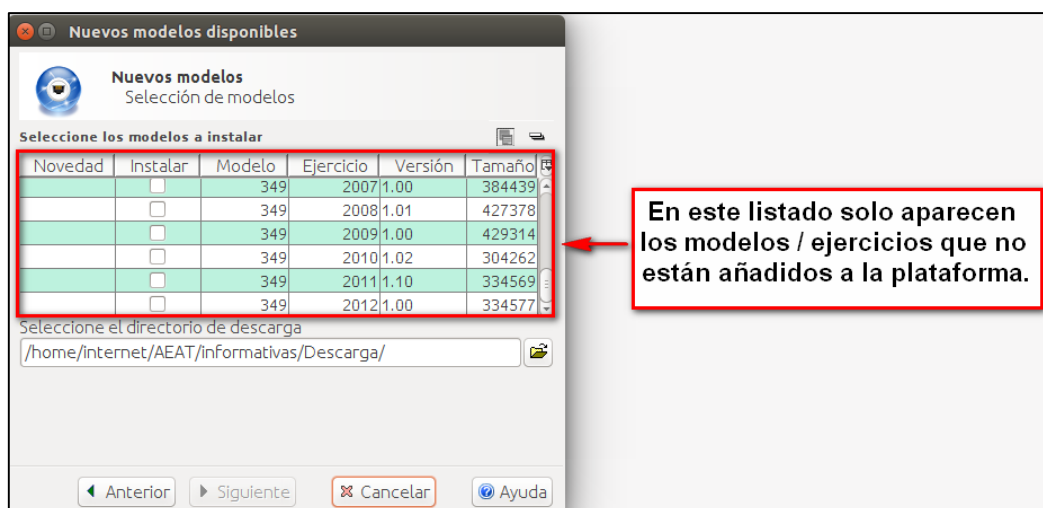 Nuevos modelos disponibles
Nuevos modelos
Selección de modelos
Seleccione los modelos a instalar
Novedad Instalar Modelo Ejercicio Versión Tamaño
349 2007 1.00 384439
349 2008 1.01 427378
349 2009 1.00 429314
349 2010 1.02 304262
349 2011 1.10 334569
349 2012 1.00 334577
Seleccione el directorio de descarga
/home/internet/AEAT/informativas/Descarga/
Anterior Siguiente Cancelar Ayuda
En este listado solo aparecen
los modelos / ejercicios que no
están añadidos a la plataforma.